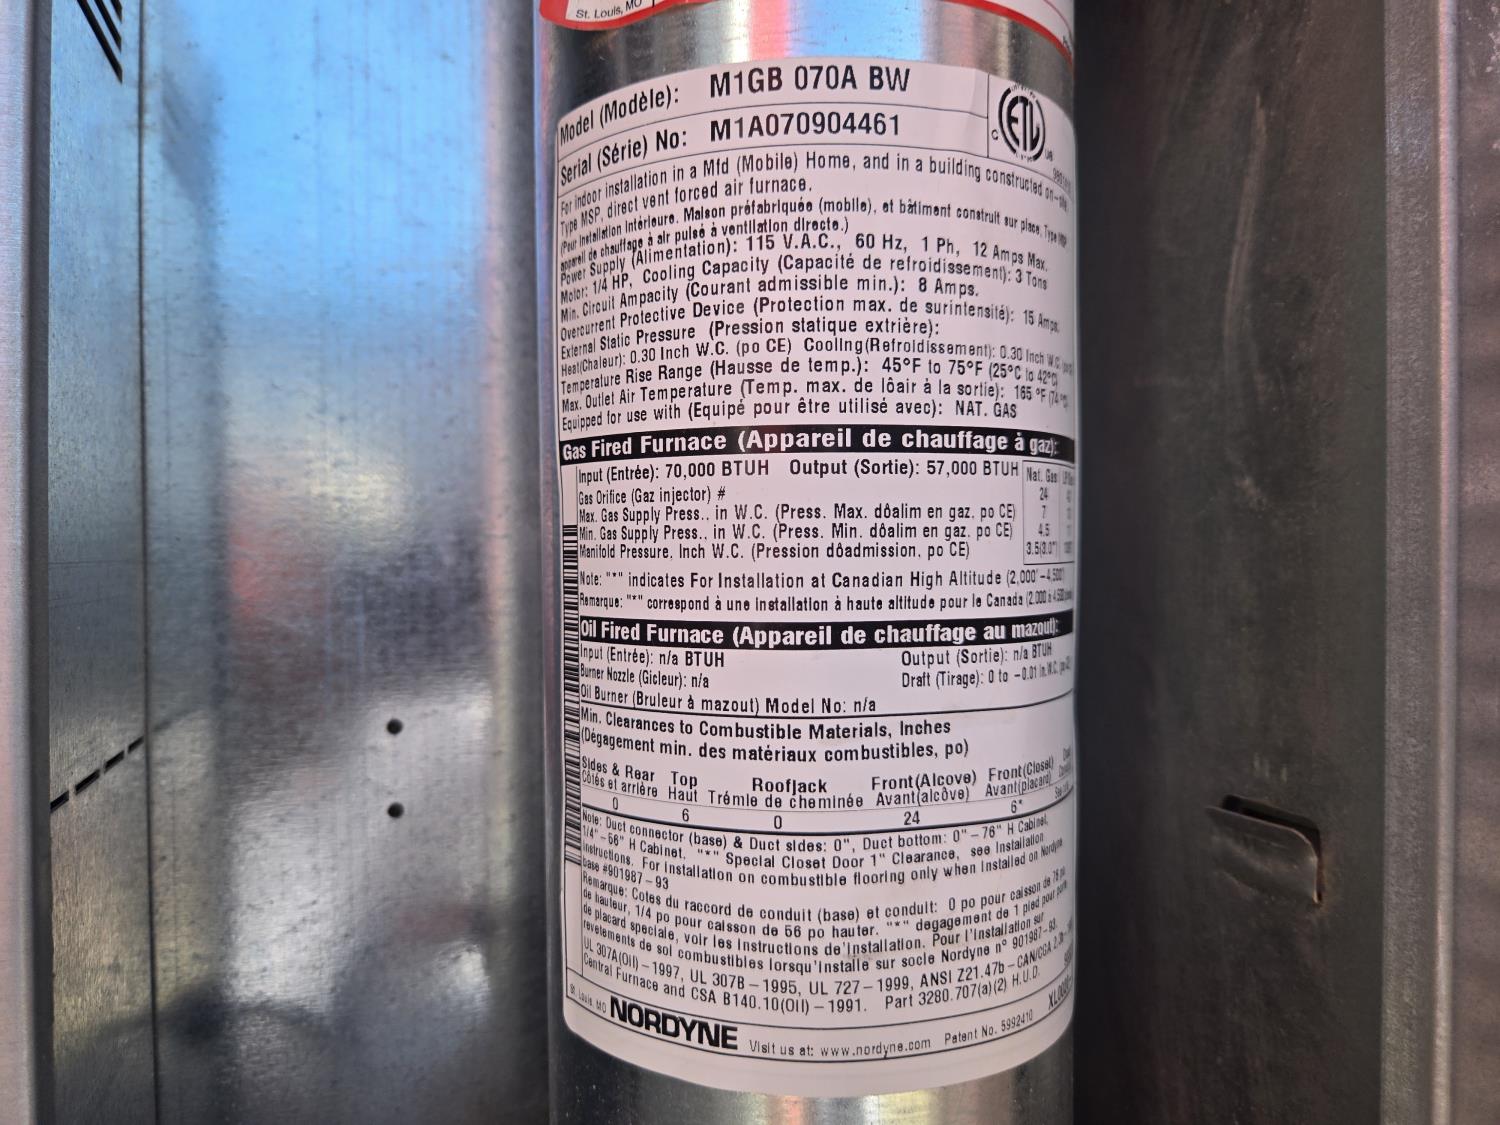 St. Louis, MO
Model (Modèle): M1GB 070A BW
Serial (Série) No: M1A070904461
ETL
C
US
For indoor installation in a Mfd (Mobile) Home, and in a building constructed on-site
Type MSP, direct vent forced air furnace.
(Pour Installation Intérieure. Maison préfabriquée (mobile), et bâtiment construit sur place, Type
appareil de chauffage à air pulsé à ventilation directe.)
Power Supply (Alimentation): 115 V.A.C., 60 Hz, 1 Ph, 12 Amps Max.
Motor: 1/4 HP, Cooling Capacity (Capacité de refroidissement): 3 Tons
Min. Circuit Ampacity (Courant admissible min.): 8 Amps.
Overcurrent Protective Device (Protection max. de surintensité): 15 Amps.
External Static Pressure (Pression statique extrière):
Heat(Chaleur): 0.30 Inch W.C. (po CE) Cooling(Refroidissement): 0.30 Inch W.C.
Temperature Rise Range (Hausse de temp.): 45°F to 75°F (25°C to 42°C)
Max. Outlet Air Temperature (Temp. max. de lôair à la sortie): 165 °F (74 °C)
Equipped for use with (Equipé pour être utilisé avec): NAT. GAS
Gas Fired Furnace (Appareil de chauffage à gaz):
Input (Entrée): 70,000 BTUH Output (Sortie): 57,000 BTUH Nat. Gas
Gas Orifice (Gaz injector) # 24
Max. Gas Supply Press.. in W.C. (Press. Max. dôalim en gaz. po CE) 7
Min. Gas Supply Press.. in W.C. (Press. Min. dôalim en gaz. po CE) 4.5
Manifold Pressure, Inch W.C. (Pression dôadmission, po CE) 3.5(3.0*)
Note: "*" indicates For Installation at Canadian High Altitude (2,000'-4,500')
Remarque: "*" correspond à une Installation à haute altitude pour le Canada (2.000 à 4.500
Oil Fired Furnace (Appareil de chauffage au mazout):
Input (Entrée): n/a BTUH Output (Sortie): n/a BTUH
Burner Nozzle (Gicleur): n/a Draft (Tirage): 0 to -0.01 In.W.C.
Oil Burner (Bruleur à mazout) Model No: n/a
Min. Clearances to Combustible Materials, Inches
(Dégagement min. des matériaux combustibles, po)
Sides & Rear Top Roofjack Front(Alcove) Front(Closet)
Côtés et arrière Haut Trémie de cheminée Avant(alcôve) Avant(placard)
0 6 0 24 6*
Note: Duct connector (base) & Duct sides: 0", Duct bottom: 0"-76" H Cabinet,
1/4"-56" H Cabinet. "*" Special Closet Door 1" Clearance, see Installation
Instructions. For Installation on combustible flooring only when Installed on Nordyne
base #901987-93
Remarque: Cotes du raccord de conduit (base) et conduit: 0 po pour caisson de 76 po
de hauteur, 1/4 po pour caisson de 56 po hauter. "*" degagement de 1 pied pour porte
de placard speciale, voir les Instructions de'Installation. Pour l'Installation sur
revetements de sol combustibles lorsqu'Installe sur socle Nordyne n° 901987-93.
UL 307A(Oil)-1997, UL 307B-1995, UL 727-1999, ANSI Z21.47b-CAN/CGA
Central Furnace and CSA B140.10(Oil)-1991. Part 3280.707(a)(2) H.U.D.
St. Louis, MO NORDYNE Visit us at: www.nordyne.com Patent No. 5992410